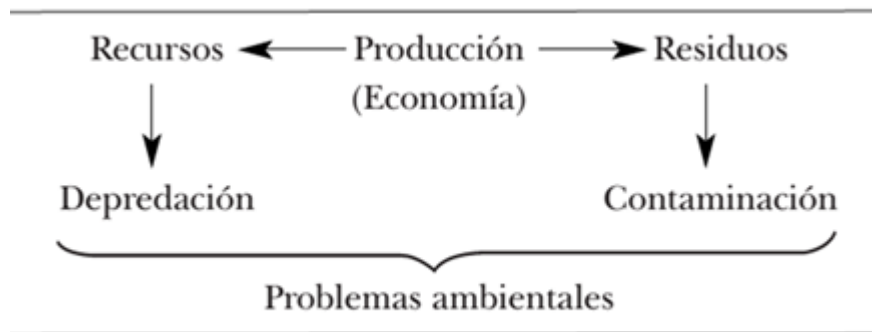 Recursos Producción Residuos
(Economía)
Depredación Contaminación
Problemas ambientales